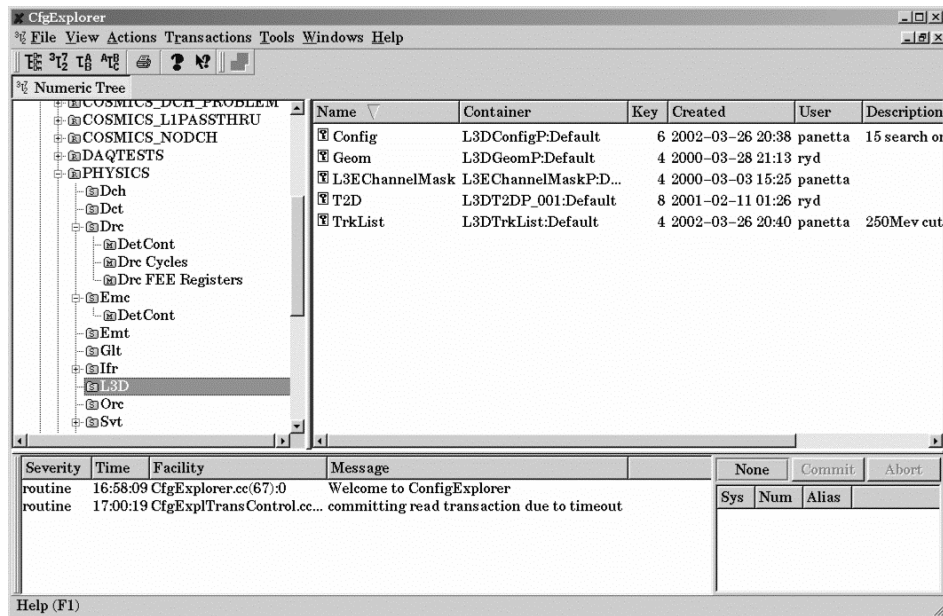 CfgExplorer
File View Actions Transactions Tools Windows Help
Numeric Tree
COSMICS_DCH_PROBLEM
COSMICS_L1PASSTHRU
COSMICS_NODCH
DAQTESTS
PHYSICS
Dch
Dct
Drc
DetCont
Drc Cycles
Drc FEE Registers
Emc
DetCont
Emt
Glt
Ifr
L3D
Orc
Svt
Name Container Key Created User Description
Config L3DConfigP:Default 6 2002-03-26 20:38 panetta 15 search on
Geom L3DGeomP:Default 4 2000-03-28 21:13 ryd
L3EChannelMask L3EChannelMaskP:D... 4 2000-03-03 15:25 panetta
T2D L3DT2DP_001:Default 8 2001-02-11 01:26 ryd
TrkList L3DTrkList:Default 4 2002-03-26 20:40 panetta 250Mev cut
Severity Time Facility Message
routine 16:58:09 CfgExplorer.cc(67):0 Welcome to ConfigExplorer
routine 17:00:19 CfgExplTransControl.cc... committing read transaction due to timeout
None Commit Abort
Sys Num Alias
Help (F1)